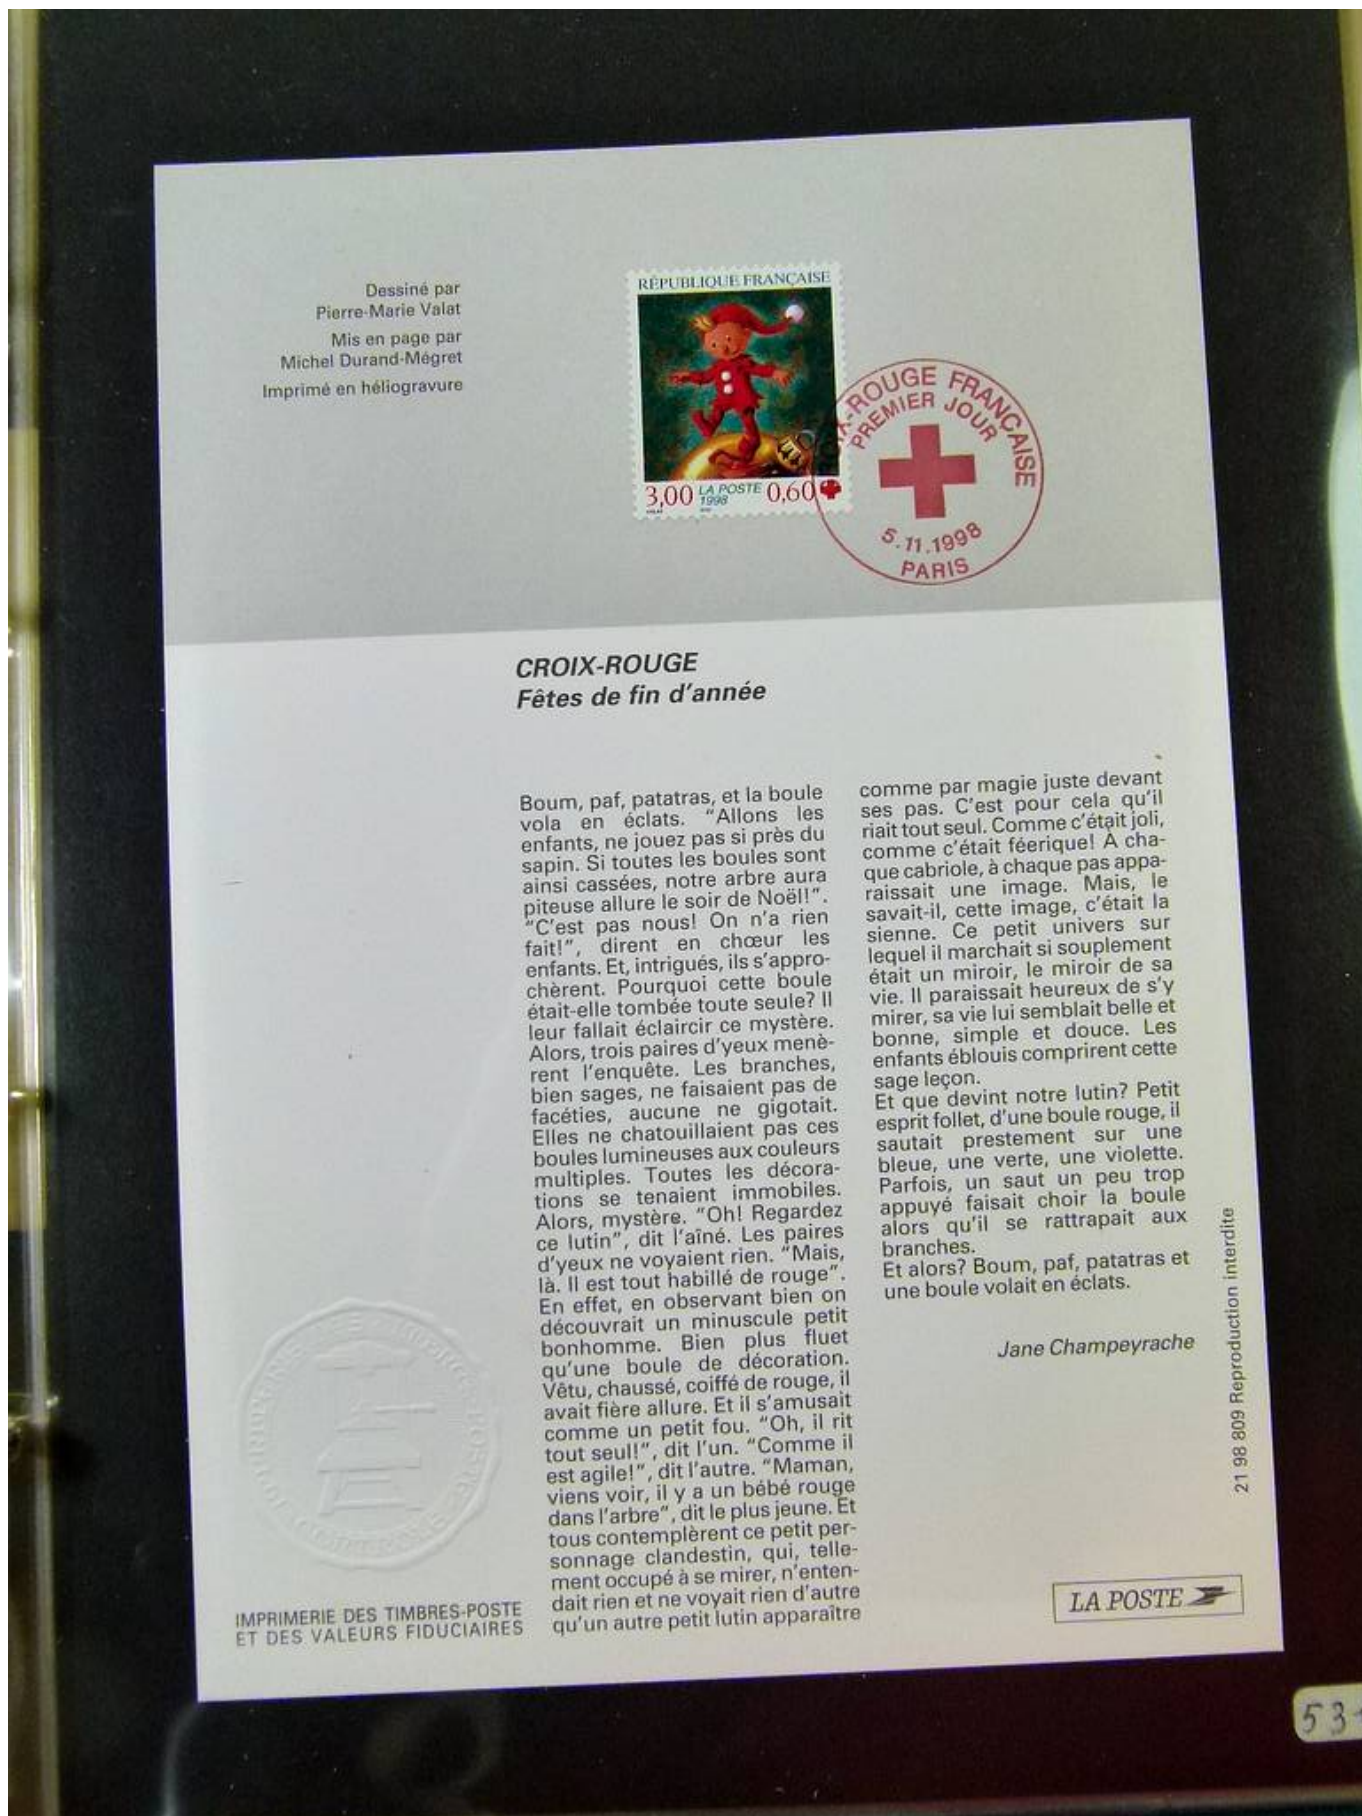 Dessiné par
Pierre-Marie Valat
Mis en page par
Michel Durand-Mégret
Imprimé en héliogravure
RÉPUBLIQUE FRANÇAISE
3,00 LA POSTE 0,60
1998
-ROUGE FRANÇAISE
PREMIER JOUR
5.11.1998
PARIS
CROIX-ROUGE
Fêtes de fin d'année
Boum, paf, patatras, et la boule
vola en éclats. "Allons les
enfants, ne jouez pas si près du
sapin. Si toutes les boules sont
ainsi cassées, notre arbre aura
piteuse allure le soir de Noël!".
"C'est pas nous! On n'a rien
fait!", dirent en chœur les
enfants. Et, intrigués, ils s'appro-
chèrent. Pourquoi cette boule
était-elle tombée toute seule? Il
leur fallait éclaircir ce mystère.
Alors, trois paires d'yeux menè-
rent l'enquête. Les branches,
bien sages, ne faisaient pas de
facéties, aucune ne gigotait.
Elles ne chatouillaient pas ces
boules lumineuses aux couleurs
multiples. Toutes les décora-
tions se tenaient immobiles.
Alors, mystère. "Oh! Regardez
ce lutin", dit l'aîné. Les paires
d'yeux ne voyaient rien. "Mais,
là. Il est tout habillé de rouge".
En effet, en observant bien on
découvrait un minuscule petit
bonhomme. Bien plus fluet
qu'une boule de décoration.
Vêtu, chaussé, coiffé de rouge, il
avait fière allure. Et il s'amusait
comme un petit fou. "Oh, il rit
tout seul!", dit l'un. "Comme il
est agile!", dit l'autre. "Maman,
viens voir, il y a un bébé rouge
dans l'arbre", dit le plus jeune. Et
tous contemplèrent ce petit per-
sonnage clandestin, qui, telle-
ment occupé à se mirer, n'enten-
dait rien et ne voyait rien d'autre
qu'un autre petit lutin apparaître
comme par magie juste devant
ses pas. C'est pour cela qu'il
riait tout seul. Comme c'était joli,
comme c'était féerique! À cha-
que cabriole, à chaque pas appa-
raissait une image. Mais, le
savait-il, cette image, c'était la
sienne. Ce petit univers sur
lequel il marchait si souplement
était un miroir, le miroir de sa
vie. Il paraissait heureux de s'y
mirer, sa vie lui semblait belle et
bonne, simple et douce. Les
enfants éblouis comprirent cette
sage leçon.
Et que devint notre lutin? Petit
esprit follet, d'une boule rouge, il
sautait prestement sur une
bleue, une verte, une violette.
Parfois, un saut un peu trop
appuyé faisait choir la boule
alors qu'il se rattrapait aux
branches.
Et alors? Boum, paf, patatras et
une boule volait en éclats.
Jane Champeyrache
21 98 809 Reproduction interdite
IMPRIMERIE DES TIMBRES-POSTE
ET DES VALEURS FIDUCIAIRES
LA POSTE
53